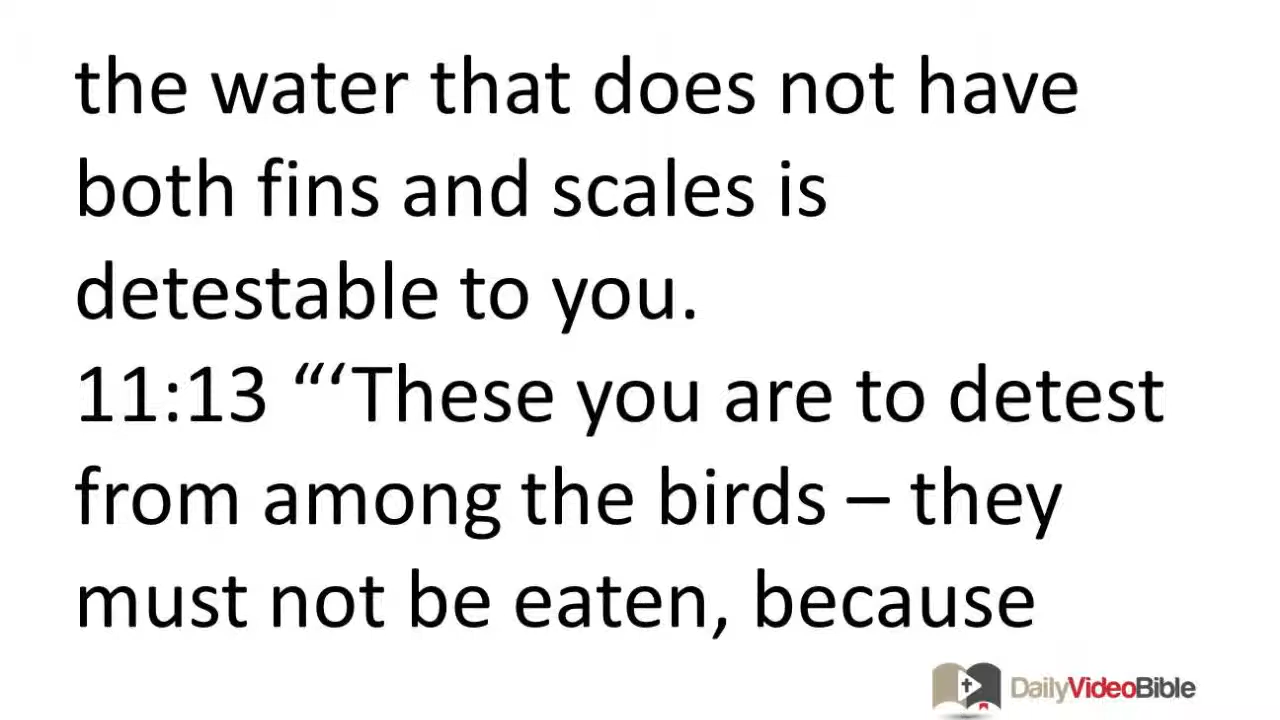 the water that does not have
both fins and scales is
detestable to you.
11:13 “‘These you are to detest
from among the birds – they
must not be eaten, because
DailyVideoBible